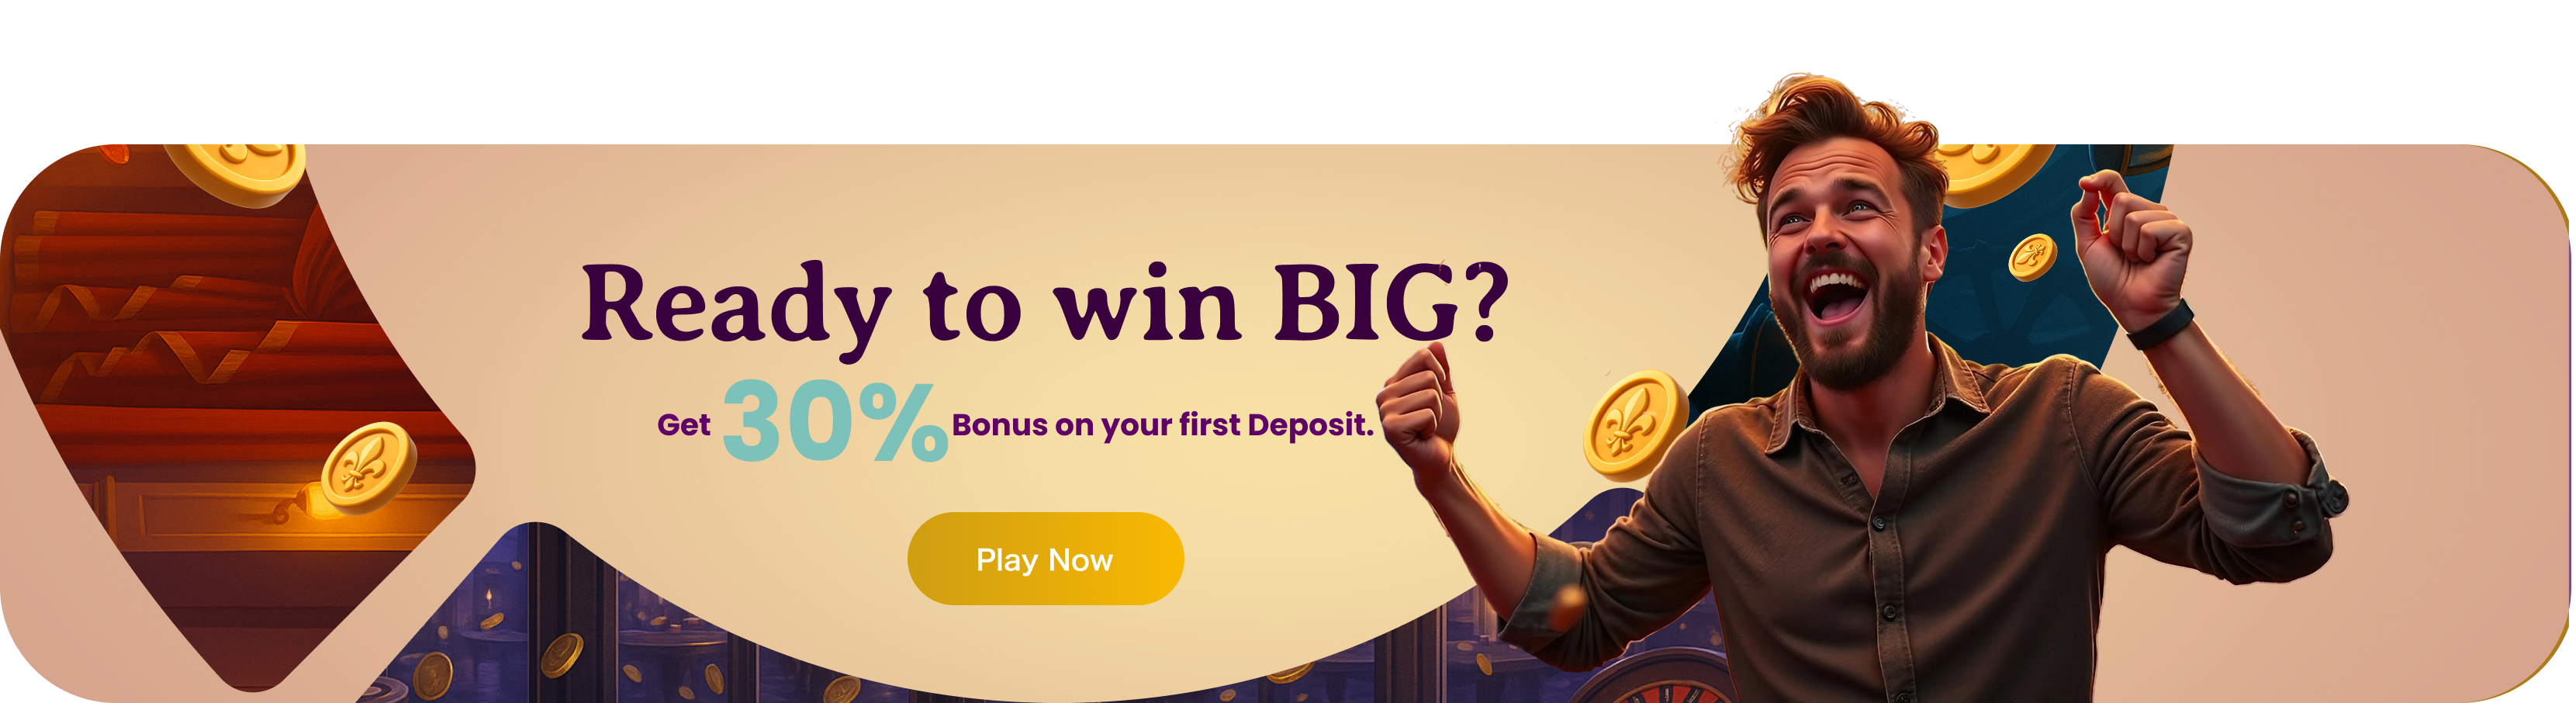 Ready to win BIG?
Get 30% Bonus on your first Deposit.
Play Now